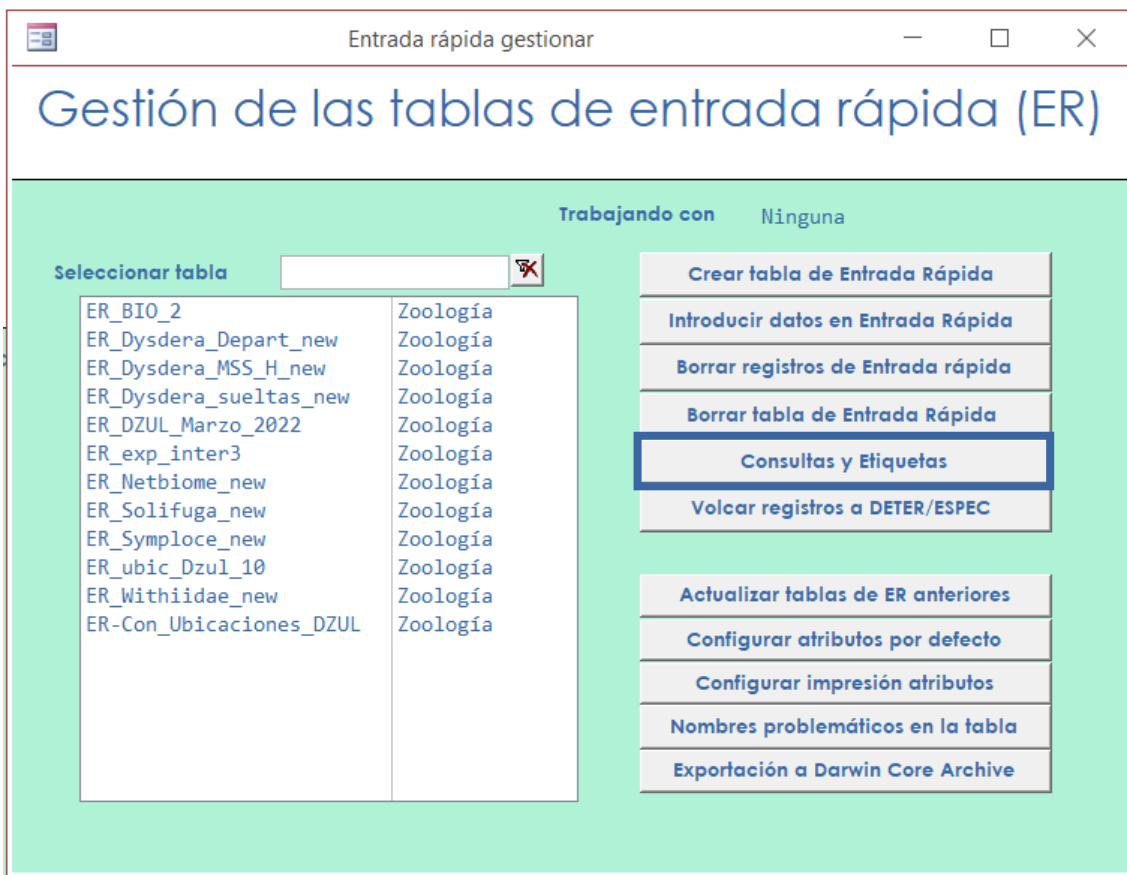 Entrada rápida gestionar
Gestión de las tablas de entrada rápida (ER)
Trabajando con Ninguna
Seleccionar tabla
ER_BIO_2 Zoología
ER_Dysdera_Depart_new Zoología
ER_Dysdera_MSS_H_new Zoología
ER_Dysdera_sueltas_new Zoología
ER_DZUL_Marzo_2022 Zoología
ER_exp_inter3 Zoología
ER_Netbiome_new Zoología
ER_Solifuga_new Zoología
ER_Symploce_new Zoología
ER_ubic_Dzul_10 Zoología
ER_Withiidae_new Zoología
ER-Con_Ubicaciones_DZUL Zoología
Crear tabla de Entrada Rápida
Introducir datos en Entrada Rápida
Borrar registros de Entrada rápida
Borrar tabla de Entrada Rápida
Consultas y Etiquetas
Volcar registros a DETER/ESPEC
Actualizar tablas de ER anteriores
Configurar atributos por defecto
Configurar impresión atributos
Nombres problemáticos en la tabla
Exportación a Darwin Core Archive